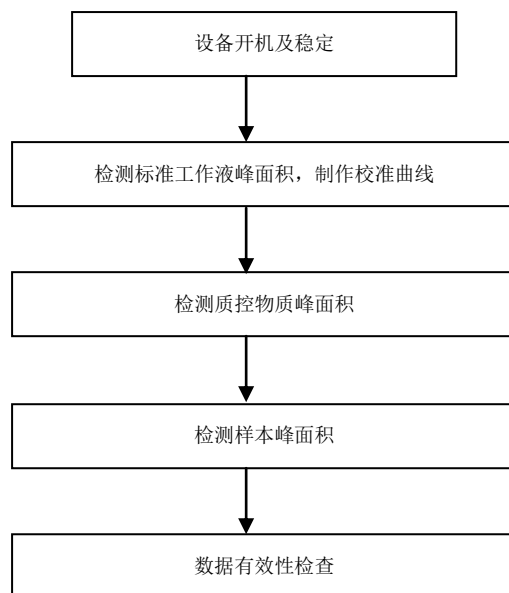 设备开机及稳定
检测标准工作液峰面积，制作校准曲线
检测质控物质峰面积
检测样本峰面积
数据有效性检查